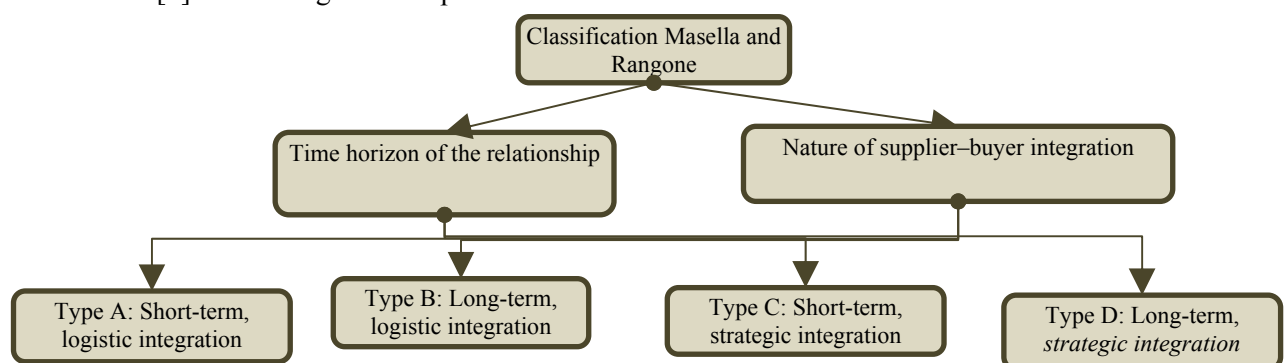 Classification Masella and
Rangone
Time horizon of the relationship
Nature of supplier–buyer integration
Type A: Short-term,
logistic integration
Type B: Long-term,
logistic integration
Type C: Short-term,
strategic integration
Type D: Long-term,
strategic integration